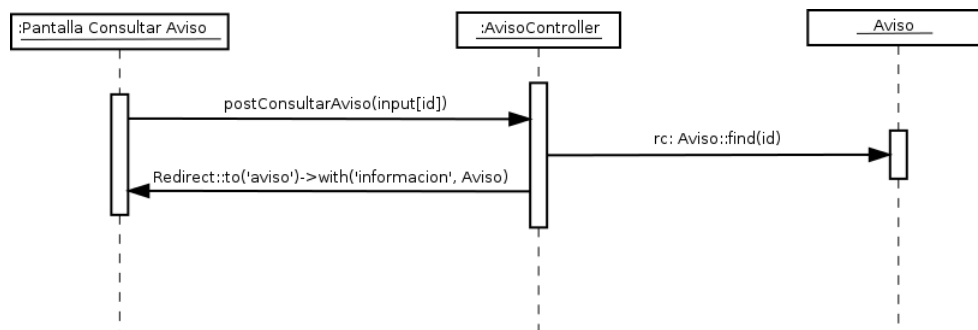 :Pantalla Consultar Aviso
:AvisoController
Aviso
postConsultarAviso(input[id])
rc: Aviso::find(id)
Redirect::to('aviso')->with('informacion', Aviso)